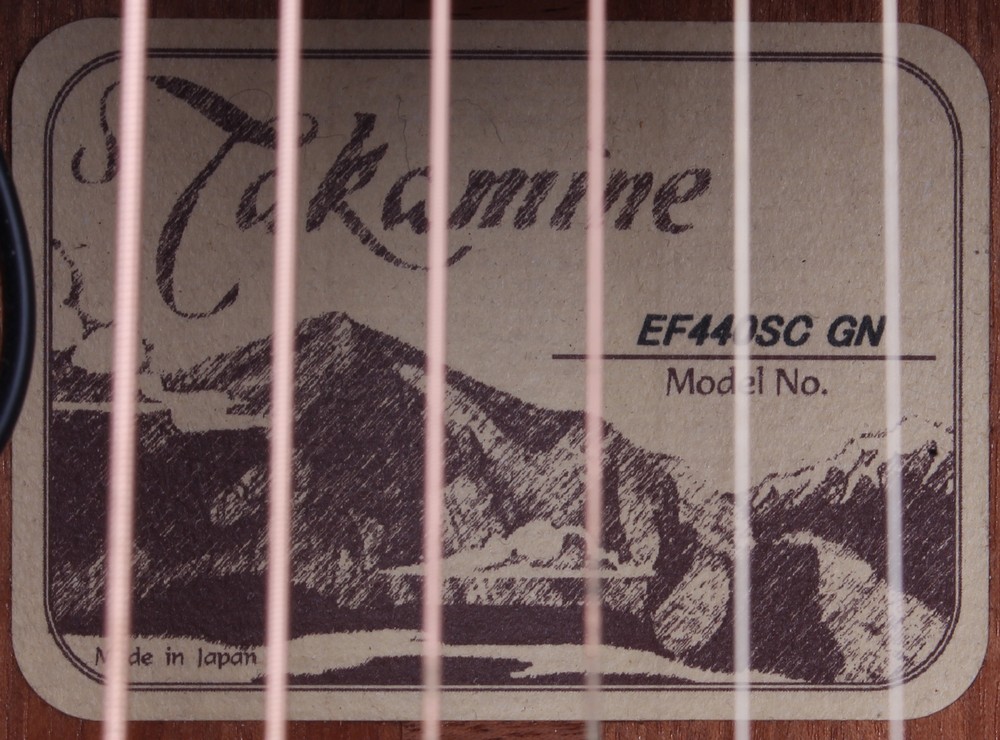 Takamine
EF440SC GN
Model No.
Made in Japan